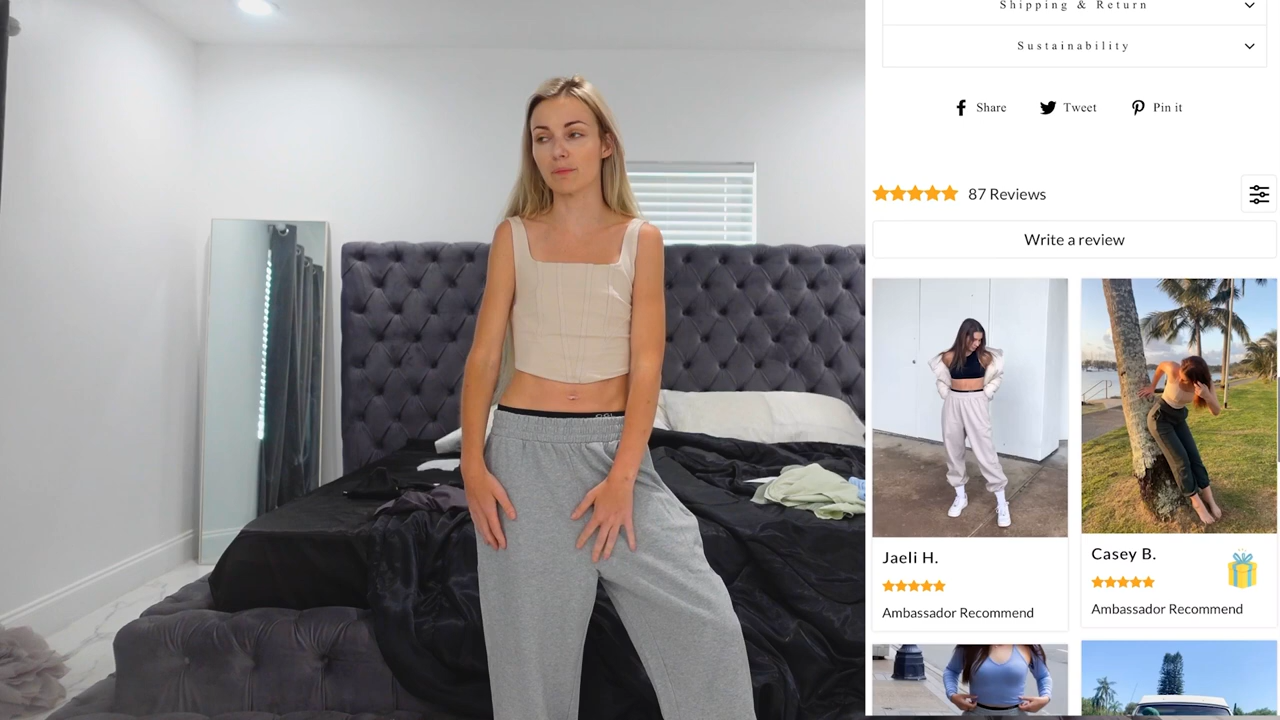 Shipping & Return
Sustainability
Share Tweet Pin it
87 Reviews
Write a review
Jaeli H.
Ambassador Recommend
Casey B.
Ambassador Recommend